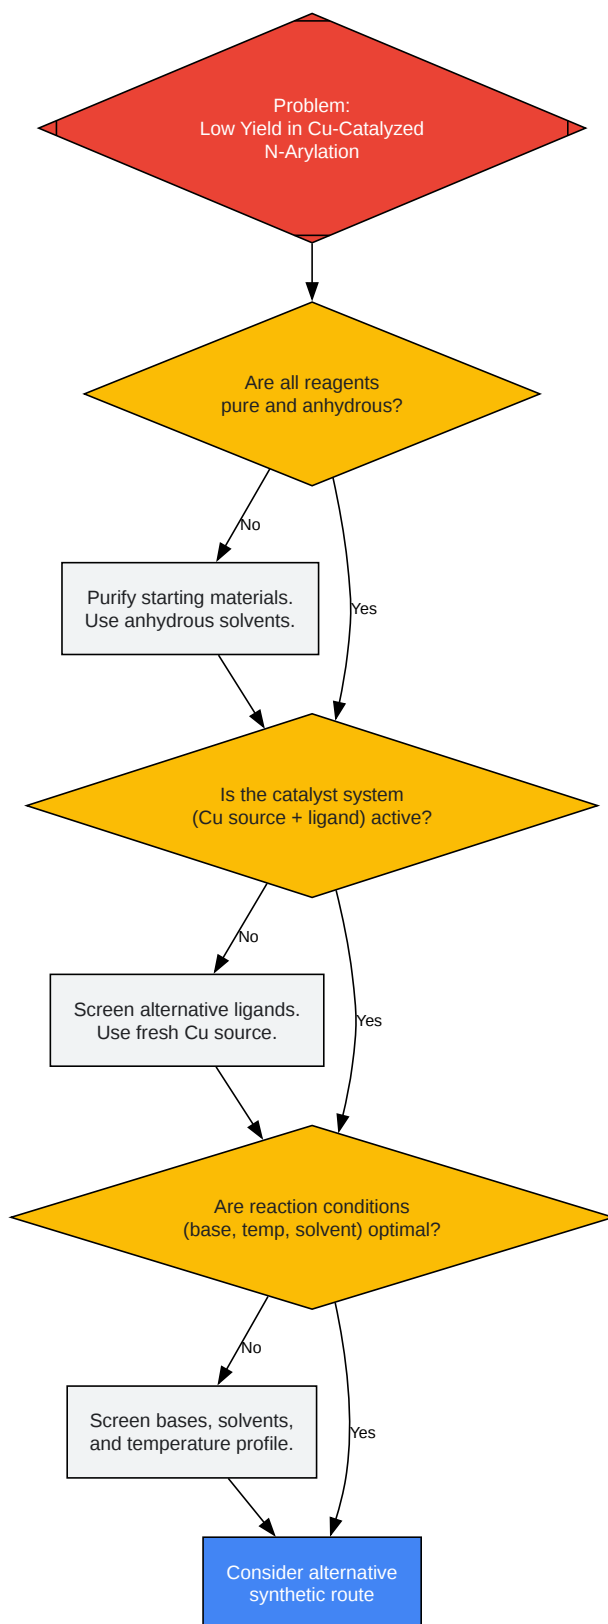 Problem:
Low Yield in Cu-Catalyzed
N-Arylation
Are all reagents
pure and anhydrous?
No
Purify starting materials.
Use anhydrous solvents.
Yes
Is the catalyst system
(Cu source + ligand) active?
No
Screen alternative ligands.
Use fresh Cu source.
Yes
Are reaction conditions
(base, temp, solvent) optimal?
No
Screen bases, solvents,
and temperature profile.
Yes
Consider alternative
synthetic route